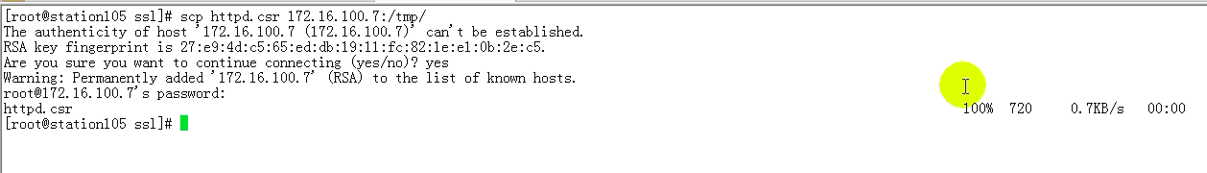 [root@station105 ssl]# scp httpd.csr 172.16.100.7:/tmp/
The authenticity of host '172.16.100.7 (172.16.100.7)' can't be established.
RSA key fingerprint is 27:e9:4d:c5:65:ed:db:19:11:fc:82:1e:e1:0b:2e:c5.
Are you sure you want to continue connecting (yes/no)? yes
Warning: Permanently added '172.16.100.7' (RSA) to the list of known hosts.
root@172.16.100.7's password:
httpd.csr 100% 720 0.7KB/s 00:00
[root@station105 ssl]#